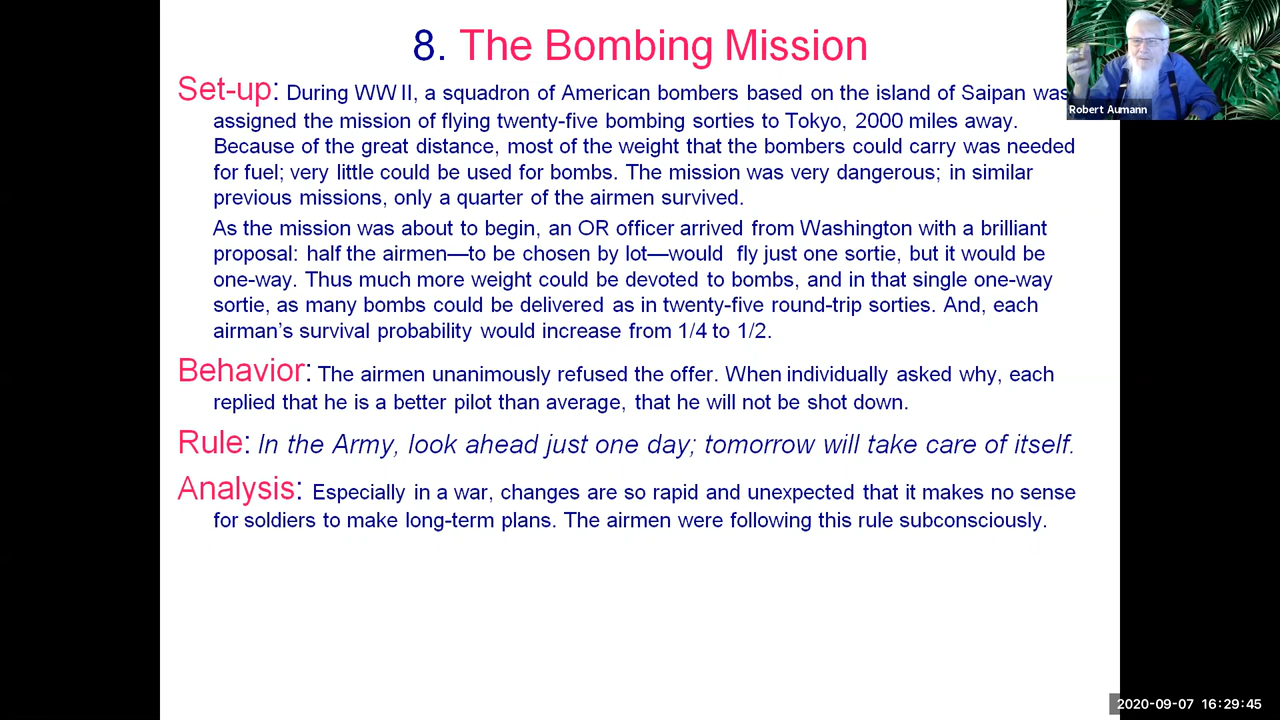 8. The Bombing Mission
Set-up: During WW II, a squadron of American bombers based on the island of Saipan was
assigned the mission of flying twenty-five bombing sorties to Tokyo, 2000 miles away.
Because of the great distance, most of the weight that the bombers could carry was needed
for fuel; very little could be used for bombs. The mission was very dangerous; in similar
previous missions, only a quarter of the airmen survived.
As the mission was about to begin, an OR officer arrived from Washington with a brilliant
proposal: half the airmen—to be chosen by lot—would fly just one sortie, but it would be
one-way. Thus much more weight could be devoted to bombs, and in that single one-way
sortie, as many bombs could be delivered as in twenty-five round-trip sorties. And, each
airman's survival probability would increase from 1/4 to 1/2.
Behavior: The airmen unanimously refused the offer. When individually asked why, each
replied that he is a better pilot than average, that he will not be shot down.
Rule: In the Army, look ahead just one day; tomorrow will take care of itself.
Analysis: Especially in a war, changes are so rapid and unexpected that it makes no sense
for soldiers to make long-term plans. The airmen were following this rule subconsciously.
Robert Aumann
2020-09-07 16:29:45